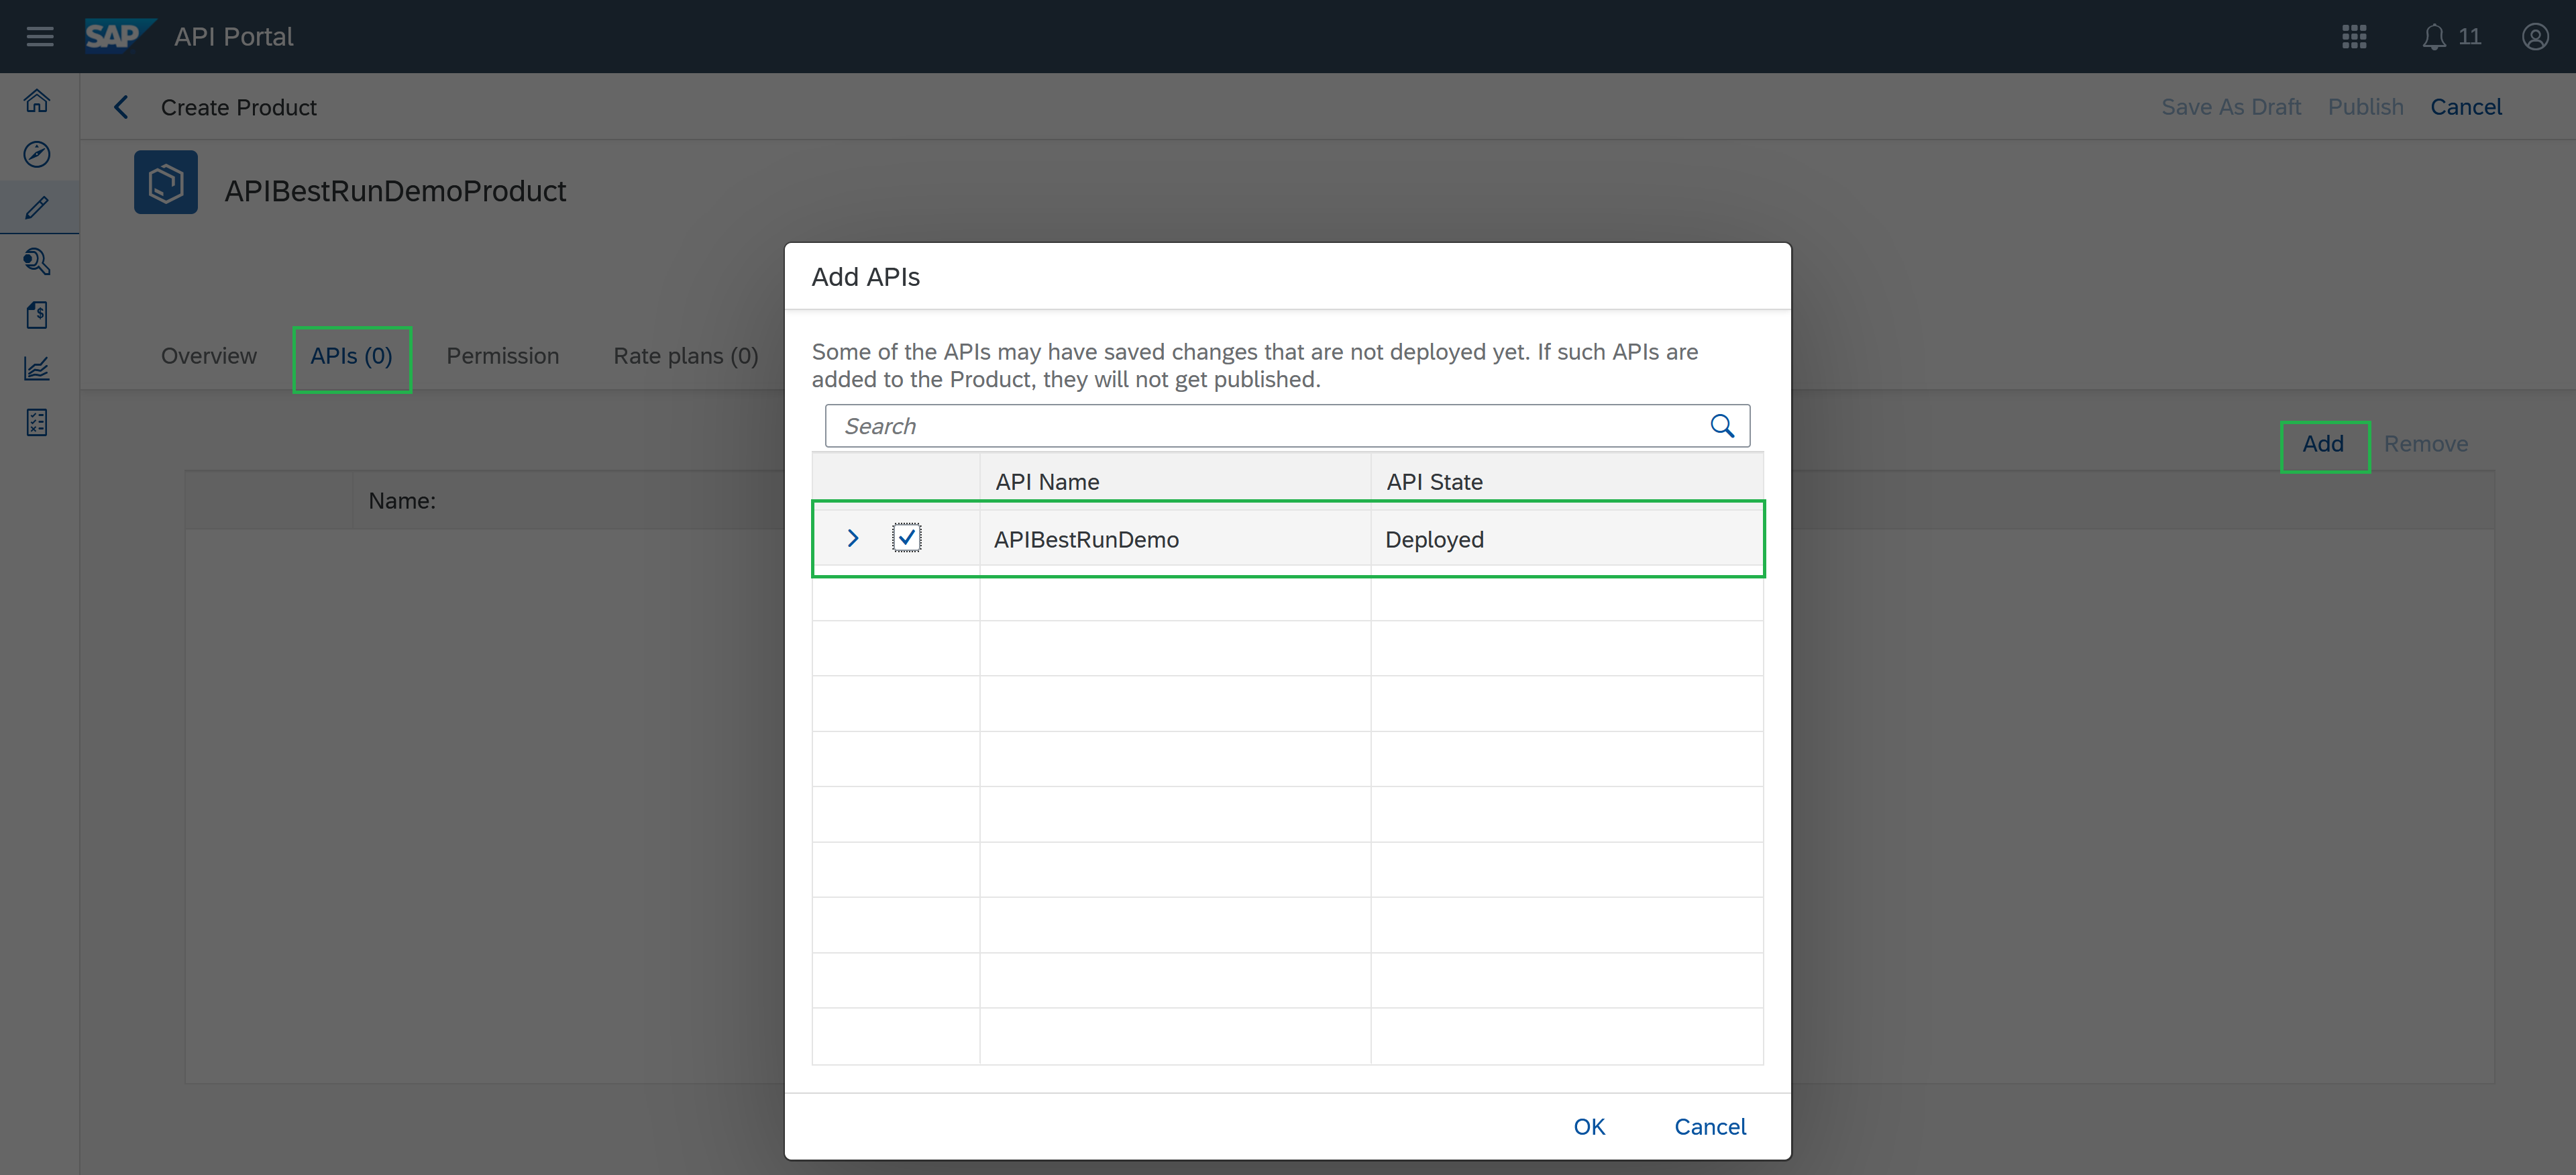 SAP API Portal
11
Create Product
Save As Draft Publish Cancel
APIBestRunDemoProduct
Overview APIs (0) Permission Rate plans (0)
Add Remove
Name:
Add APIs
Some of the APIs may have saved changes that are not deployed yet. If such APIs are
added to the Product, they will not get published.
Search
API Name API State
APIBestRunDemo Deployed
OK Cancel